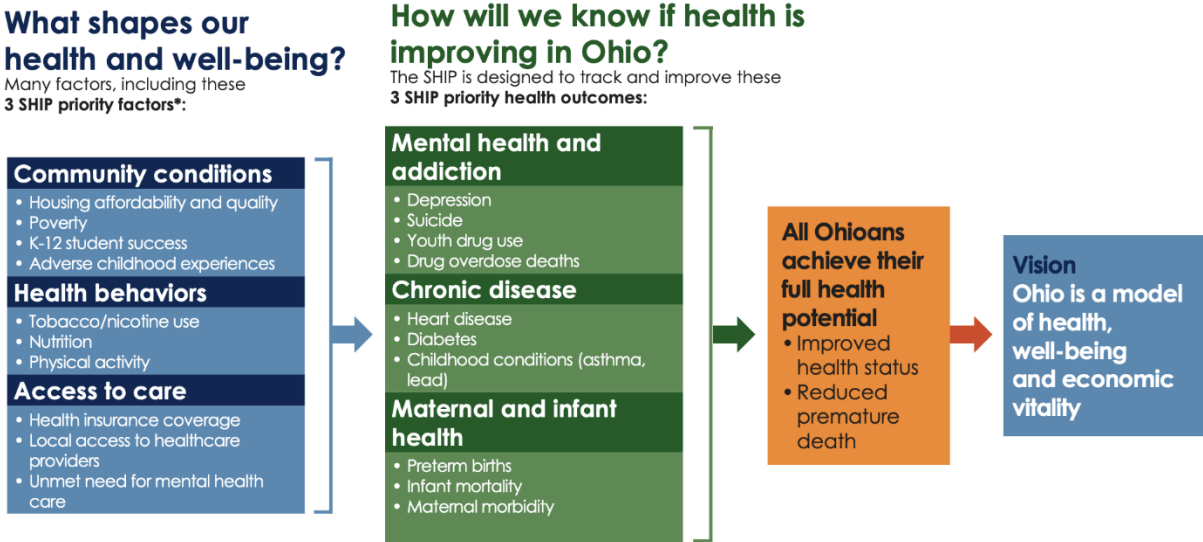 What shapes our
health and well-being?
Many factors, including these
3 SHIP priority factors*:
Community conditions
• Housing affordability and quality
• Poverty
• K-12 student success
• Adverse childhood experiences
Health behaviors
• Tobacco/nicotine use
• Nutrition
• Physical activity
Access to care
• Health insurance coverage
• Local access to healthcare
providers
• Unmet need for mental health
care
How will we know if health is
improving in Ohio?
The SHIP is designed to track and improve these
3 SHIP priority health outcomes:
Mental health and
addiction
• Depression
• Suicide
• Youth drug use
• Drug overdose deaths
Chronic disease
• Heart disease
• Diabetes
• Childhood conditions (asthma,
lead)
Maternal and infant
health
• Preterm births
• Infant mortality
• Maternal morbidity
All Ohioans
achieve their
full health
potential
• Improved
health status
• Reduced
premature
death
Vision
Ohio is a model
of health,
well-being
and economic
vitality